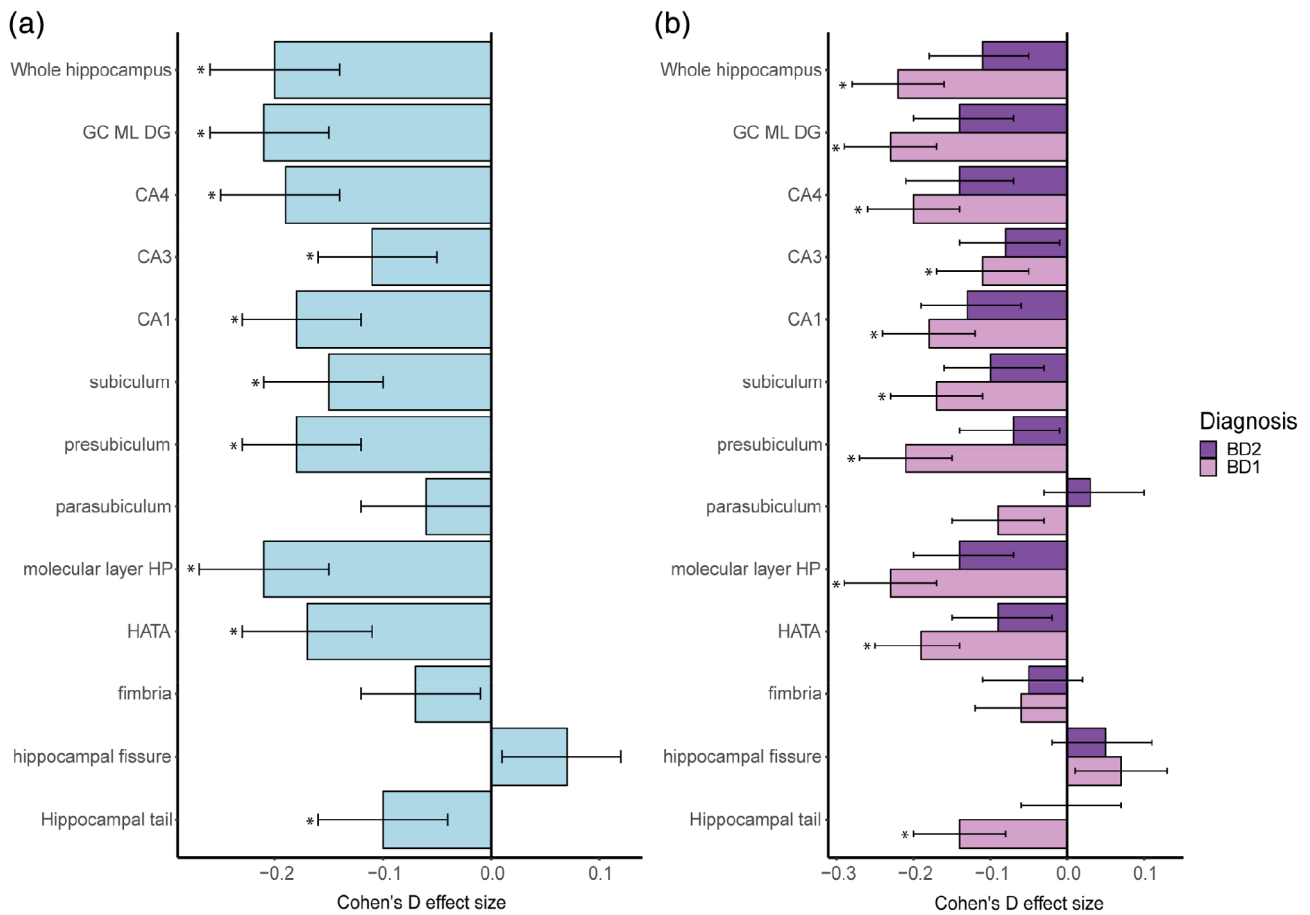 (a)
Whole hippocampus
*
GC ML DG
*
CA4
*
CA3
*
CA1
*
subiculum
*
presubiculum
*
parasubiculum
molecular layer HP
*
HATA
*
fimbria
hippocampal fissure
Hippocampal tail
*
−0.2 −0.1 0.0 0.1
Cohen's D effect size
(b)
Whole hippocampus
*
GC ML DG
*
CA4
*
CA3
*
CA1
*
subiculum
*
presubiculum
*
parasubiculum
molecular layer HP
*
HATA
*
fimbria
hippocampal fissure
Hippocampal tail
*
−0.3 −0.2 −0.1 0.0 0.1
Cohen's D effect size
Diagnosis
BD2
BD1